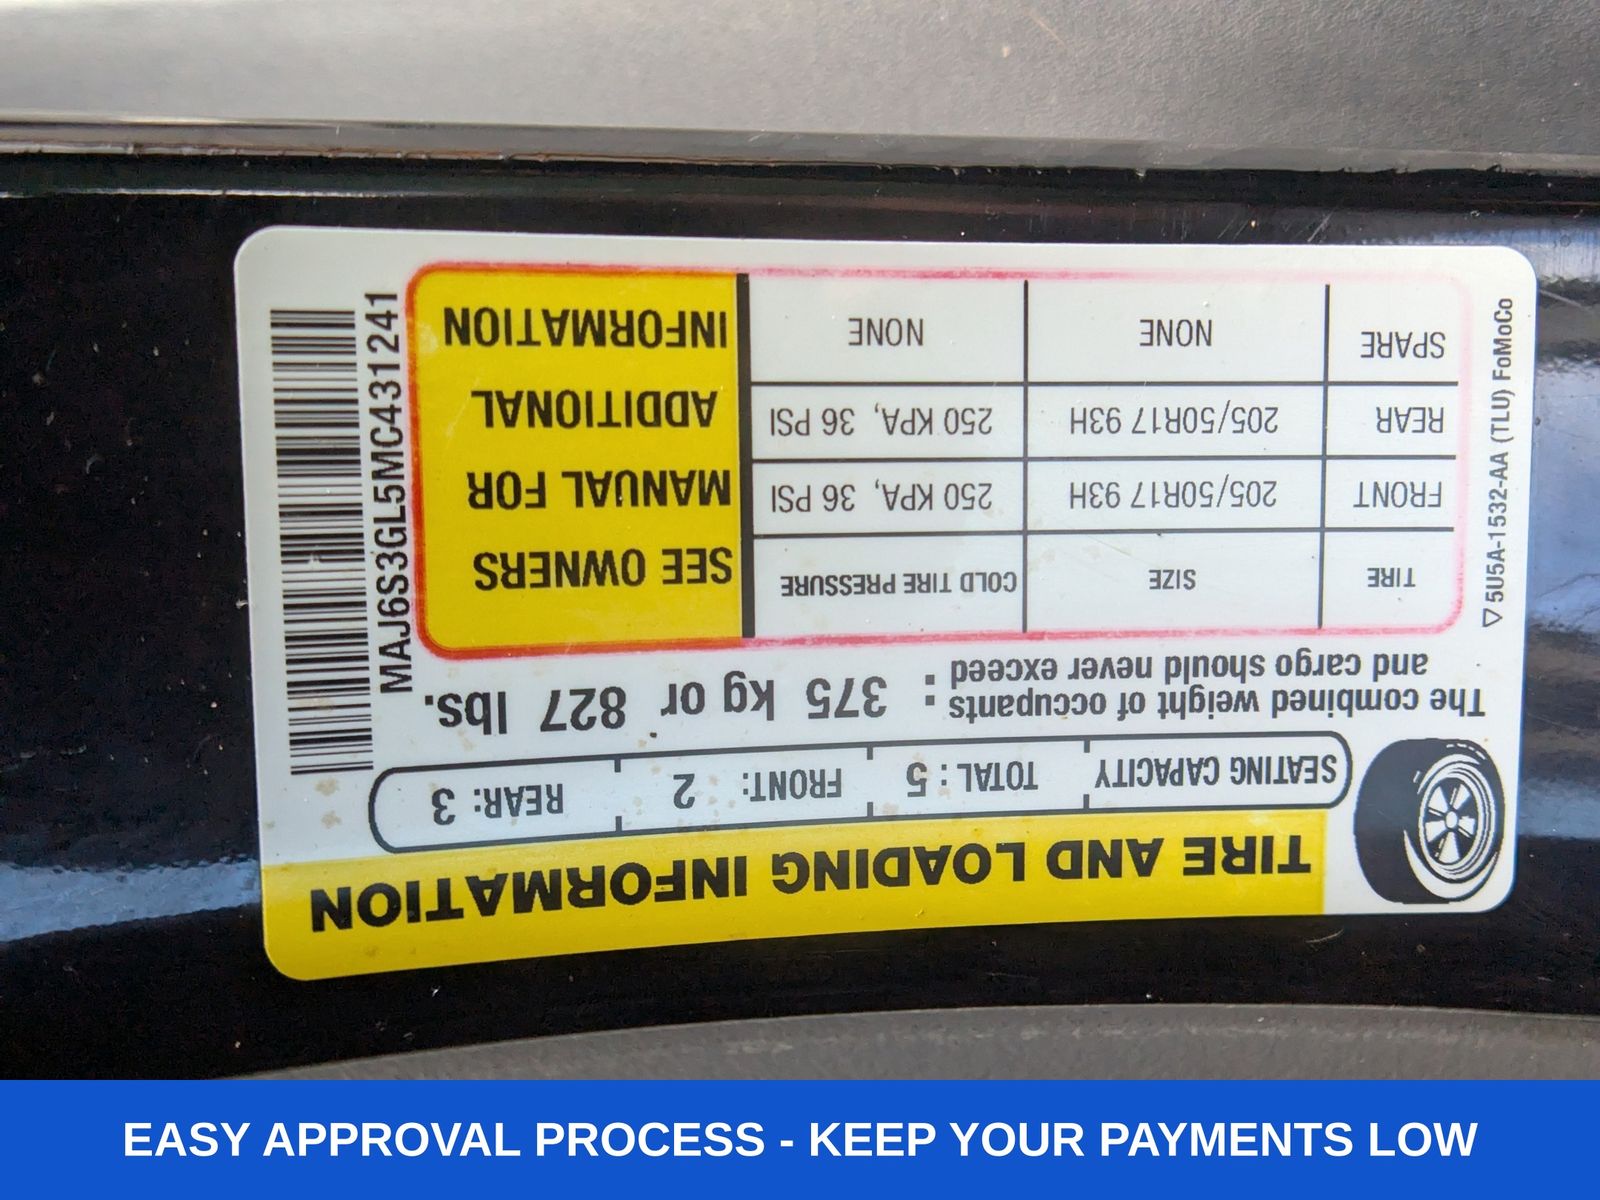 TIRE AND LOADING INFORMATION
SEATING CAPACITY TOTAL : 5 FRONT: 2 REAR: 3
The combined weight of occupants
and cargo should never exceed : 375 kg or 827 lbs.
TIRE SIZE COLD TIRE PRESSURE
FRONT 205/50R17 93H 250 KPA, 36 PSI
REAR 205/50R17 93H 250 KPA, 36 PSI
SPARE NONE NONE
SEE OWNERS
MANUAL FOR
ADDITIONAL
INFORMATION
5U5A-1532-AA (TLU) FoMoCo
MAJ6S3GL5MC431241
EASY APPROVAL PROCESS - KEEP YOUR PAYMENTS LOW